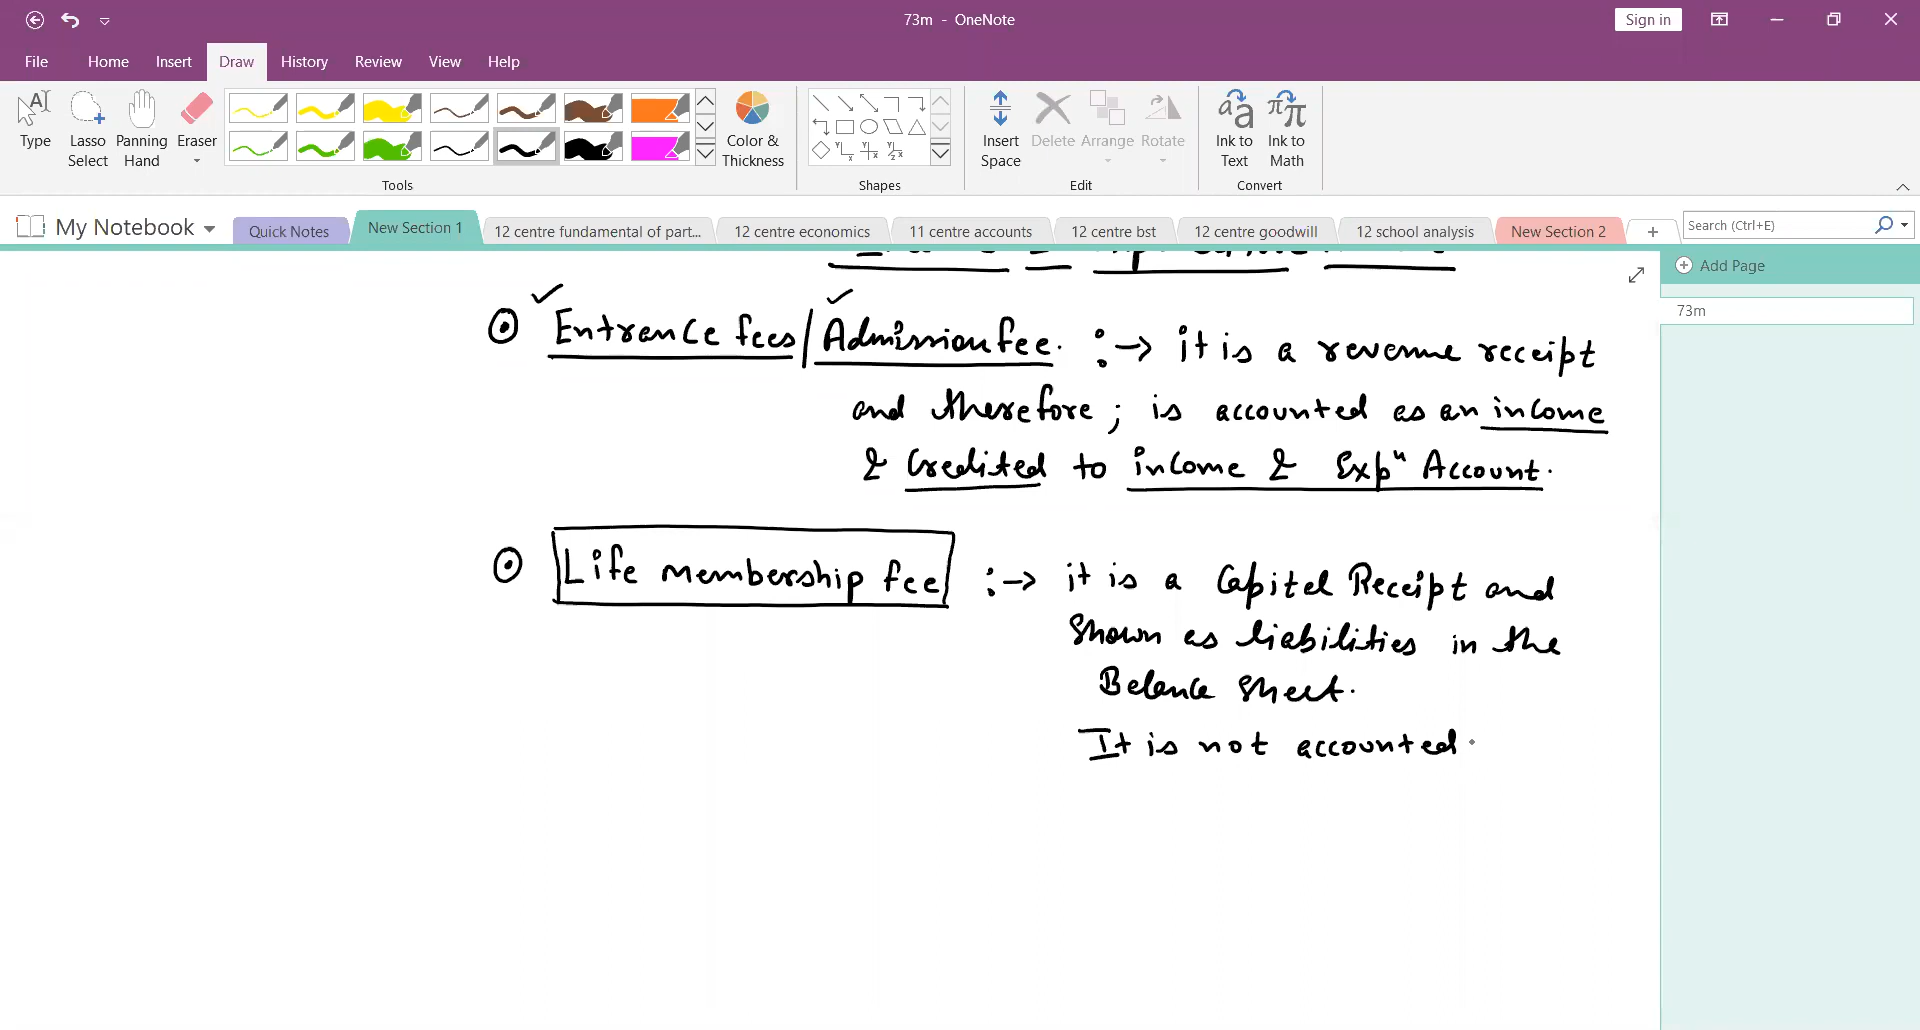 73m - OneNote
Sign in
File Home Insert Draw History Review View Help
Type
Lasso Select
Panning Hand
Eraser
Color & Thickness
Insert Space
Delete
Arrange
Rotate
Ink to Text
Ink to Math
Tools
Shapes
Edit
Convert
My Notebook
Quick Notes
New Section 1
12 centre fundamental of part...
12 centre economics
11 centre accounts
12 centre bst
12 centre goodwill
12 school analysis
New Section 2
Search (Ctrl+E)
Add Page
73m
Entrance fees / Admission fee. :→ it is a revenue receipt
and therefore; is accounted as an income
& Credited to income & Expⁿ Account.
Life membership fee :→ it is a Capital Receipt and
Shown as liabilities in the
Balance Sheet.
It is not accounted